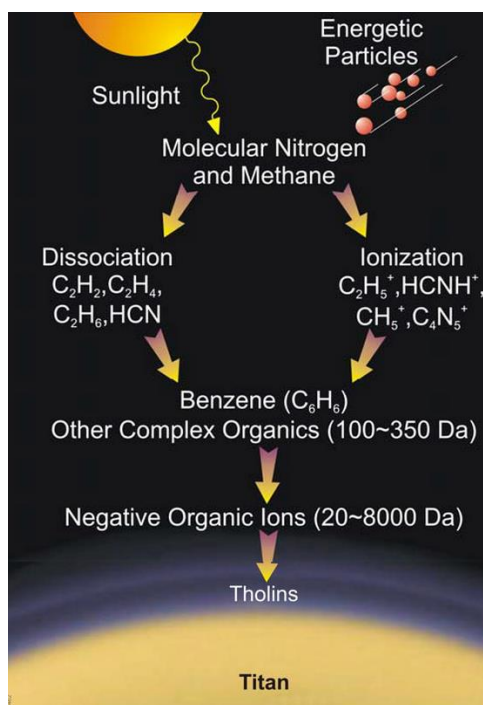 Energetic
Particles
Sunlight
Molecular Nitrogen
and Methane
Dissociation
C₂H₂,C₂H₄,
C₂H₆,HCN
Ionization
C₂H₅⁺,HCNH⁺,
CH₅⁺,C₄N₅⁺
Benzene (C₆H₆)
Other Complex Organics (100~350 Da)
Negative Organic Ions (20~8000 Da)
Tholins
Titan